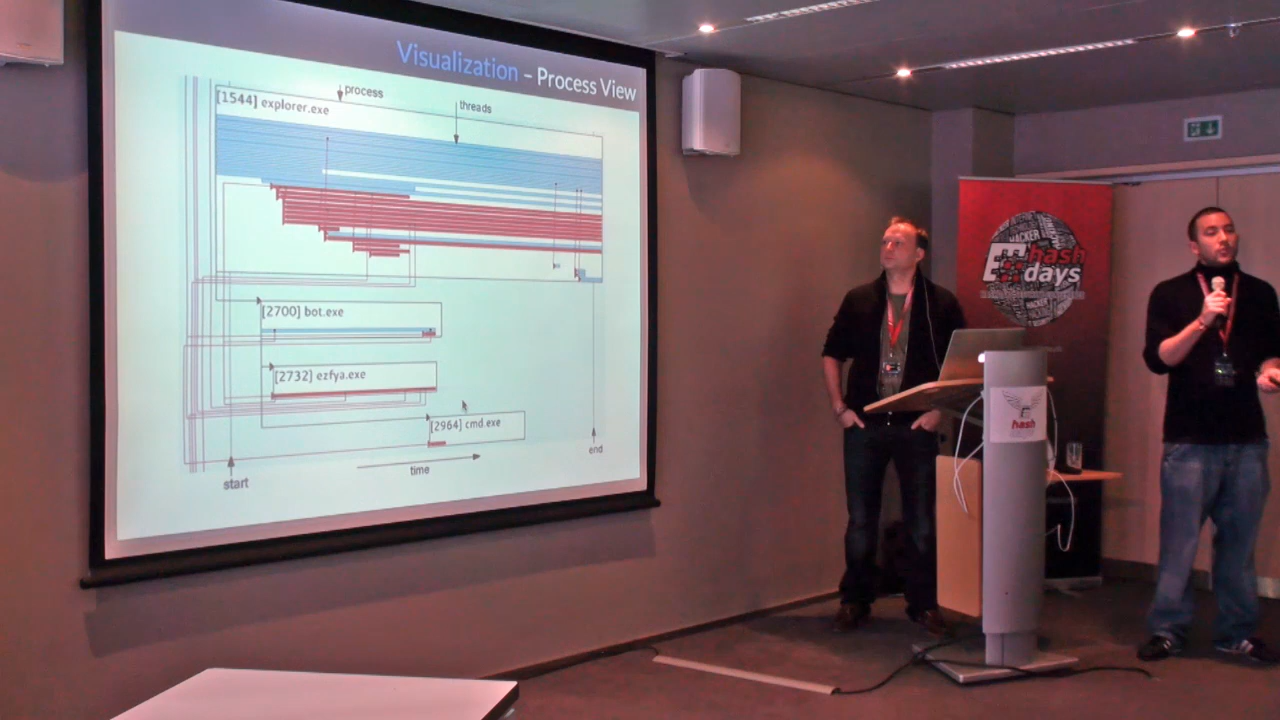 Visualization – Process View
process
threads
[1544] explorer.exe
[2700] bot.exe
[2732] ezfya.exe
[2964] cmd.exe
start
time
end
HACKER
hash
days
hash